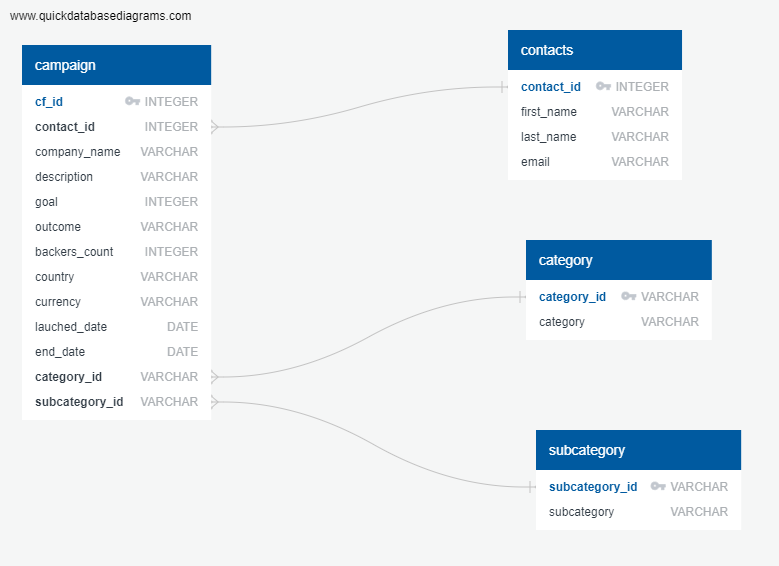 www.quickdatabasediagrams.com
campaign
cf_id INTEGER
contact_id INTEGER
company_name VARCHAR
description VARCHAR
goal INTEGER
outcome VARCHAR
backers_count INTEGER
country VARCHAR
currency VARCHAR
lauched_date DATE
end_date DATE
category_id VARCHAR
subcategory_id VARCHAR
contacts
contact_id INTEGER
first_name VARCHAR
last_name VARCHAR
email VARCHAR
category
category_id VARCHAR
category VARCHAR
subcategory
subcategory_id VARCHAR
subcategory VARCHAR